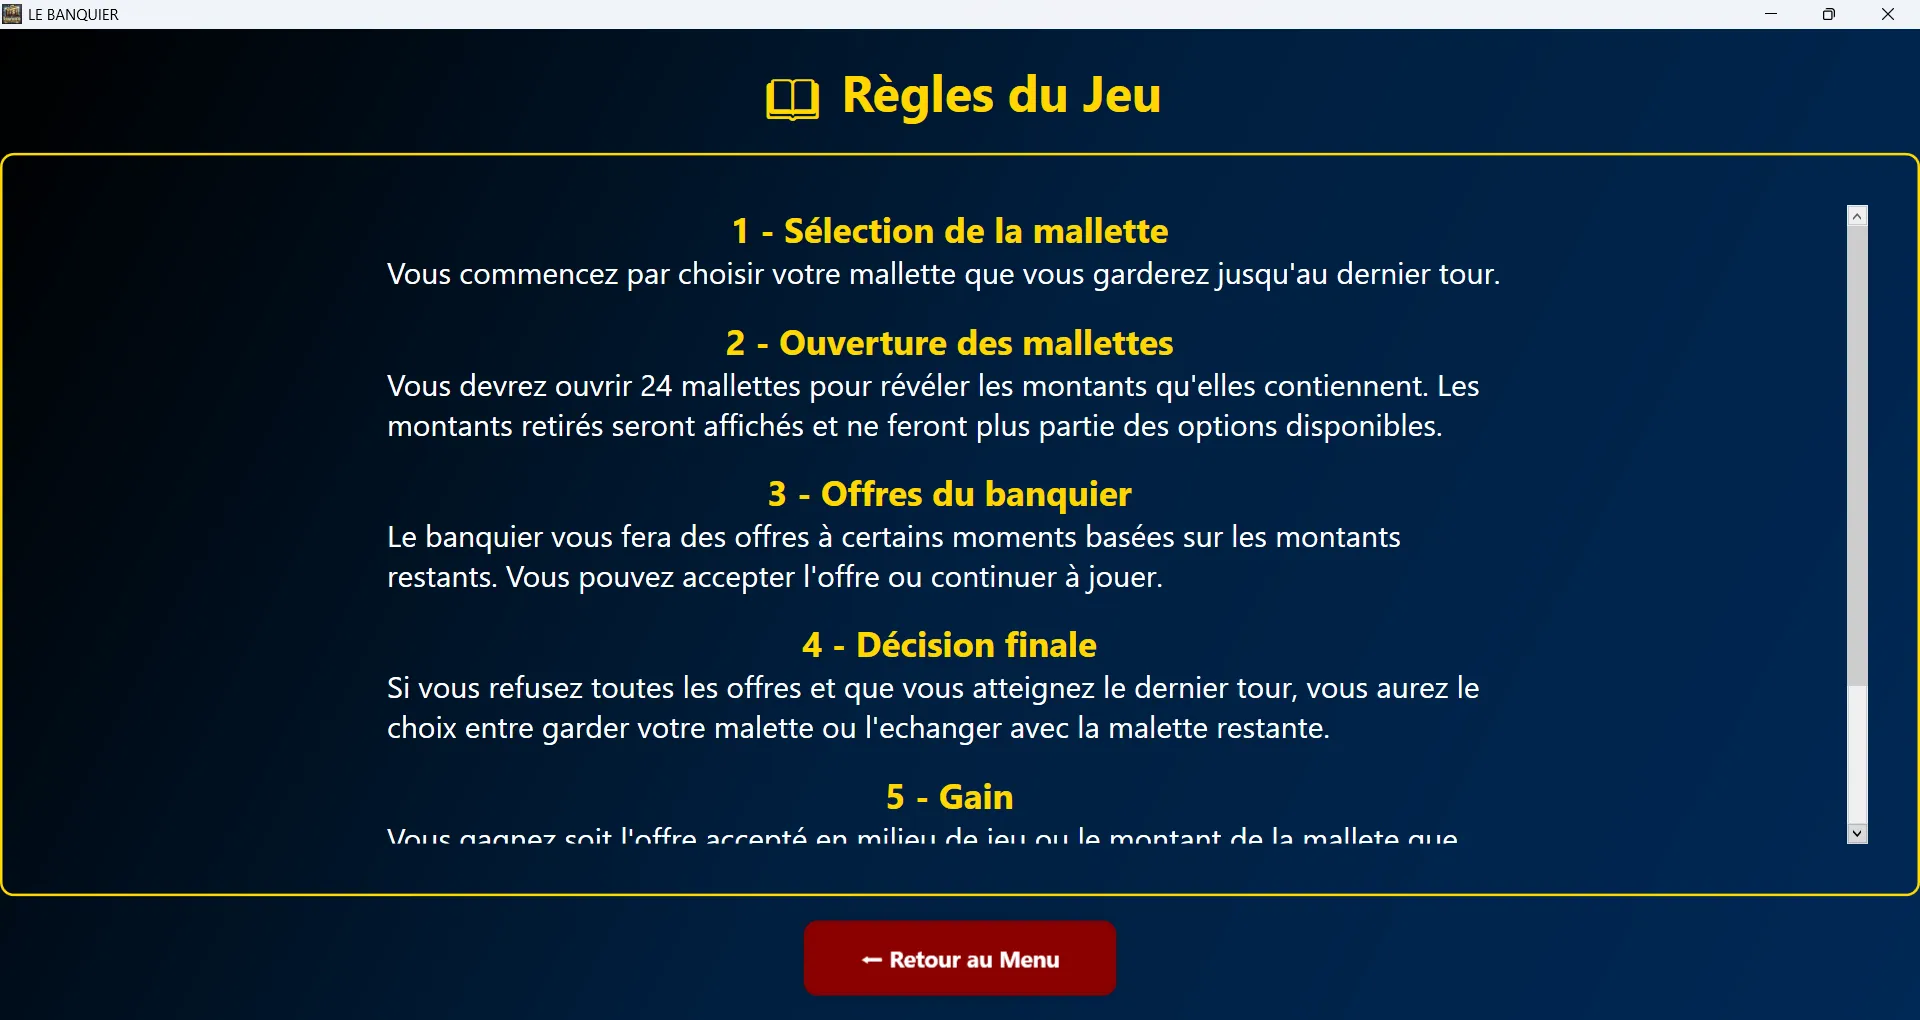 LE BANQUIER
Règles du Jeu
1 - Sélection de la mallette
Vous commencez par choisir votre mallette que vous garderez jusqu'au dernier tour.
2 - Ouverture des mallettes
Vous devrez ouvrir 24 mallettes pour révéler les montants qu'elles contiennent. Les
montants retirés seront affichés et ne feront plus partie des options disponibles.
3 - Offres du banquier
Le banquier vous fera des offres à certains moments basées sur les montants
restants. Vous pouvez accepter l'offre ou continuer à jouer.
4 - Décision finale
Si vous refusez toutes les offres et que vous atteignez le dernier tour, vous aurez le
choix entre garder votre malette ou l'echanger avec la malette restante.
5 - Gain
Vous gagnez soit l'offre accepté en milieu de jeu ou le montant de la mallete que
← Retour au Menu